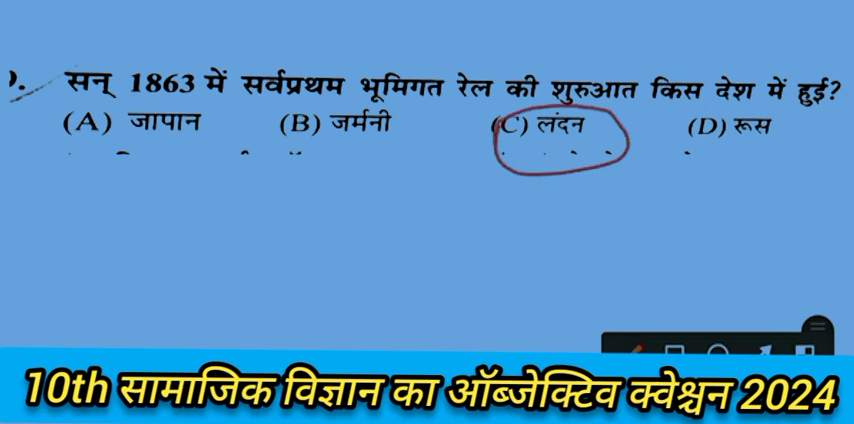 . सन् 1863 में सर्वप्रथम भूमिगत रेल की शुरुआत किस देश में हुई?
(A) जापान (B) जर्मनी (C) लंदन (D) रूस
10th सामाजिक विज्ञान का ऑब्जेक्टिव क्वेश्चन 2024